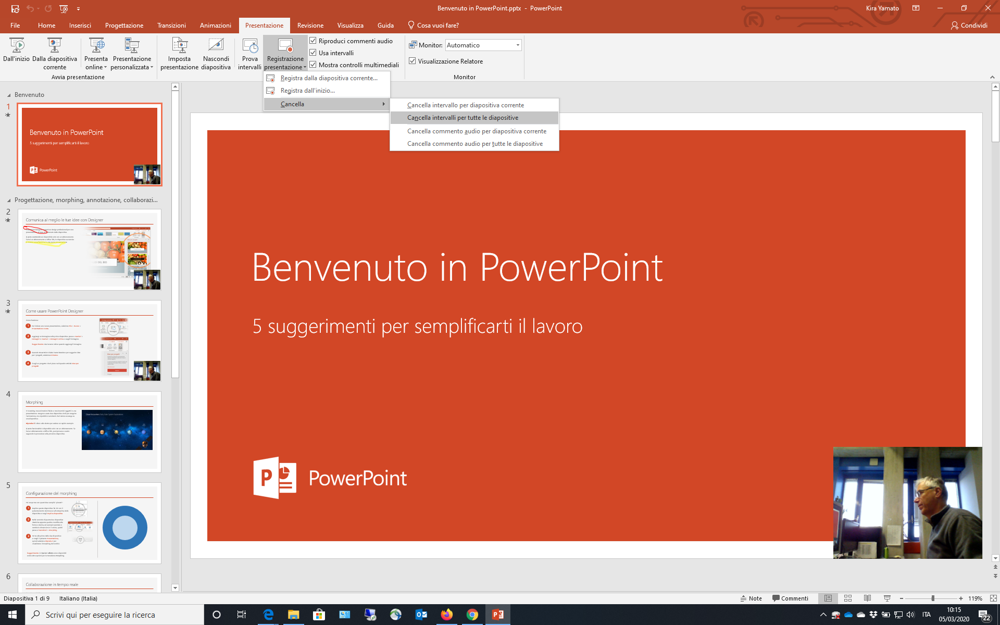 Benvenuto in PowerPoint.pptx - PowerPoint
Kira Yamato
File Home Inserisci Progettazione Transizioni Animazioni Presentazione Revisione Visualizza Guida Cosa vuoi fare? Condividi
Dall'inizio
Dalla diapositiva corrente
Presenta online
Presentazione personalizzata
Avvia presentazione
Imposta presentazione
Nascondi diapositiva
Prova intervalli
Registrazione presentazione
Riproduci commenti audio
Usa intervalli
Mostra controlli multimediali
Monitor: Automatico
Visualizzazione Relatore
Monitor
Registra dalla diapositiva corrente...
Registra dall'inizio...
Cancella
Cancella intervallo per diapositiva corrente
Cancella intervalli per tutte le diapositive
Cancella commento audio per diapositiva corrente
Cancella commento audio per tutte le diapositive
Benvenuto
1
Benvenuto in PowerPoint
5 suggerimenti per semplificarti il lavoro
PowerPoint
Progettazione, morphing, annotazione, collaborazi...
2
Comunica al meglio le tue idee con Designer
3
Come usare PowerPoint Designer
4
Morphing
5
Configurazione del morphing
6
Collaborazione in tempo reale
Benvenuto in PowerPoint
5 suggerimenti per semplificarti il lavoro
PowerPoint
Diapositiva 1 di 9 Italiano (Italia)
Note Commenti 119%
Scrivi qui per eseguire la ricerca
ITA
10:15
05/03/2020
22